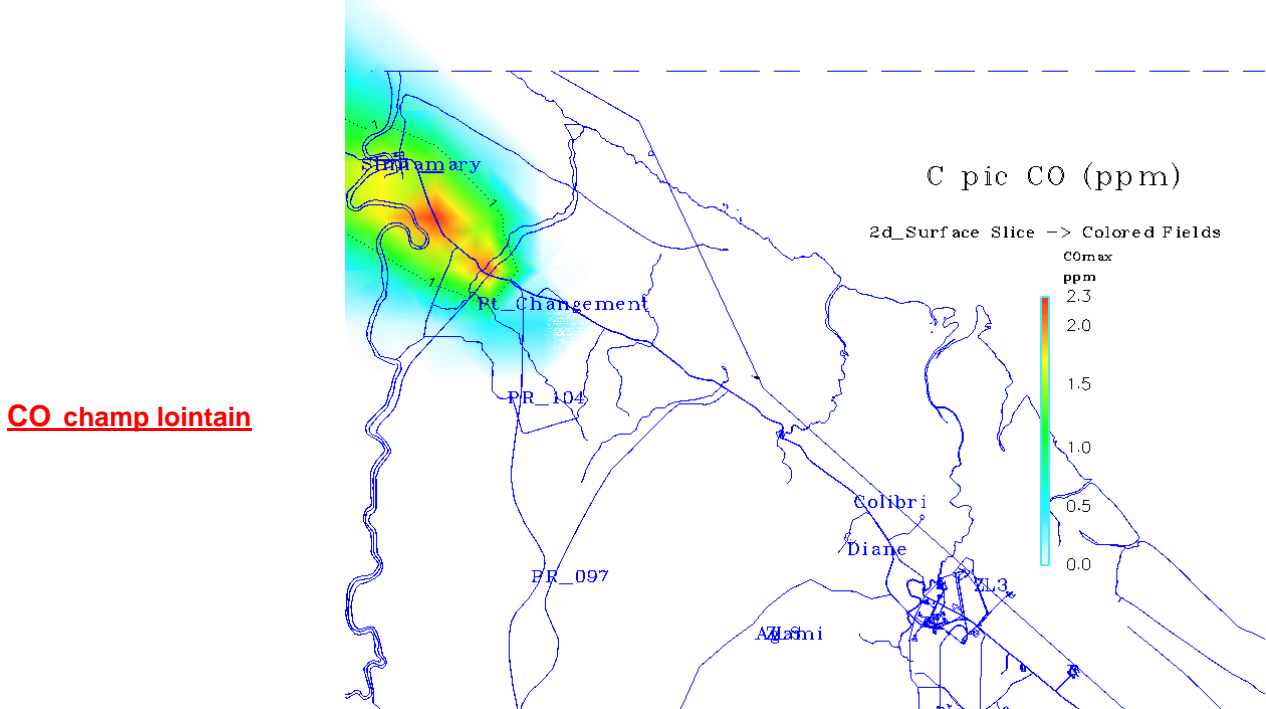 CO champ lointain
1
Sinnamary
1
1
Pt_Changement
PR_104
PR_097
Colibri
Diane
ZL3
C pic CO (ppm)
2d_Surface Slice -> Colored Fields
COmax
ppm
2.3
2.0
1.5
1.0
0.5
0.0